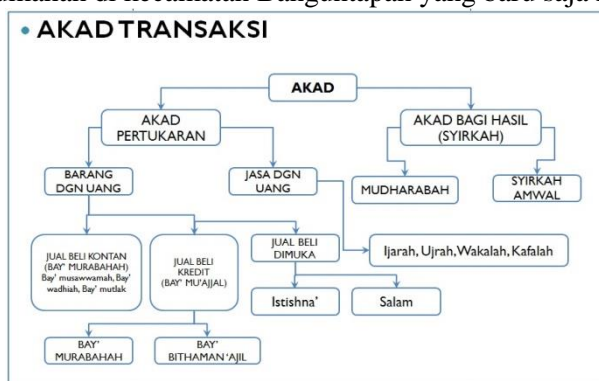 • AKAD TRANSAKSI
AKAD
AKAD
PERTUKARAN
AKAD BAGI HASIL
(SYIRKAH)
BARANG
DGN UANG
JASA DGN
UANG
MUDHARABAH
SYIRKAH
AMWAL
JUAL BELI KONTAN
(BAY' MURABAHAH)
Bay' musawwamah, Bay'
wadhiah, Bay' mutlak
JUAL BELI
KREDIT
(BAY' MU'AJJAL)
JUAL BELI
DIMUKA
Ijarah, Ujrah, Wakalah, Kafalah
Istishna'
Salam
BAY'
MURABAHAH
BAY'
BITHAMAN 'AJIL